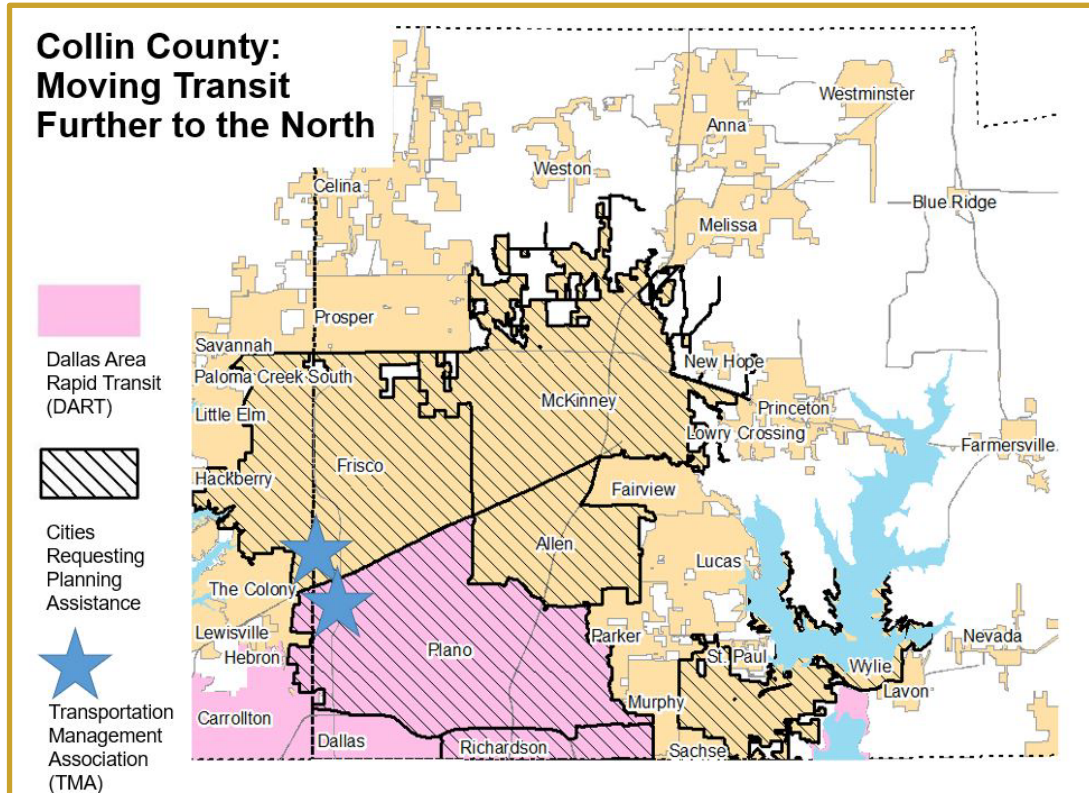 Collin County:
Moving Transit
Further to the North
Dallas Area
Rapid Transit
(DART)
Cities
Requesting
Planning
Assistance
Transportation
Management
Association
(TMA)
Westminster
Anna
Weston
Celina
Blue Ridge
Melissa
Prosper
Savannah
New Hope
Paloma Creek South
McKinney
Princeton
Little Elm
Lowry Crossing
Farmersville
Frisco
Hackberry
Fairview
Allen
Lucas
The Colony
Lewisville
Parker
Nevada
Plano
St. Paul
Hebron
Wylie
Lavon
Murphy
Carrollton
Dallas
Richardson
Sachse